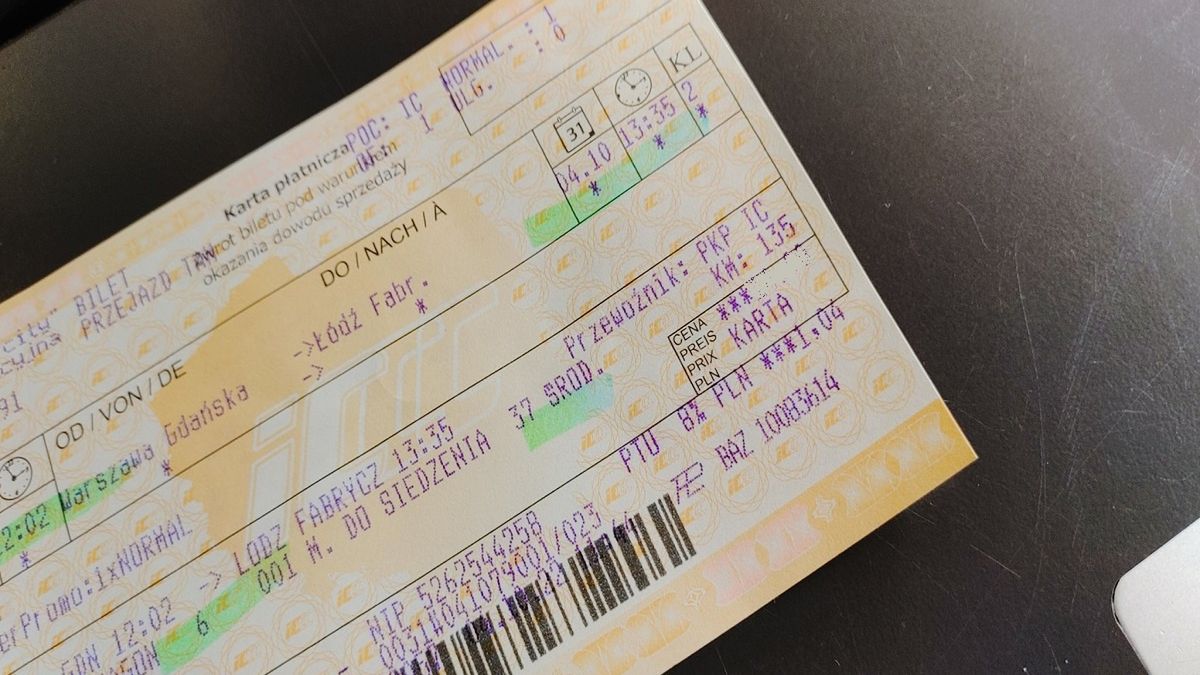 NORMAL. : 1
ULG. : 0
POC: IC
Karta płatnicza
1
zwrot biletu pod warunkiem
okazania dowodu sprzedaży
BILET
PRZEJAZD TAM
31
KL
OD / VON / DE
DO / NACH / À
04.10 13:35 2
* * *
91
Warszawa Gdańska ->Łódź Fabr.
* -> *
Przewoźnik: PKP IC
KM: 135
CENA
PREIS
PRIX
PLN
***
KARTA
1xNORMAL
GDN 12:02 -> LODZ FABRYCZ 13:35
6 001 M. DO SIEDZENIA 37 SROD.
PTU 8% PLN ***1.04
NIP 5262544258
BAZ 10083614